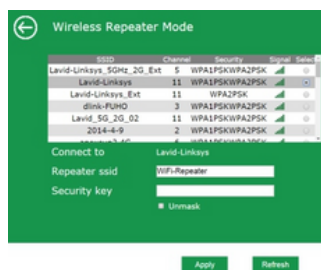 Wireless Repeater Mode
SSID Channel Security Signal Select
Lavid-Linksys_5GHz_2G_Ext 5 WPA1PSKWPA2PSK
Lavid-Linksys 11 WPA1PSKWPA2PSK
Lavid-Linksys_Ext 11 WPA2PSK
dlink-FUHO 3 WPA1PSKWPA2PSK
Lavid_5G_2G_02 11 WPA1PSKWPA2PSK
2014-4-9 2 WPA1PSKWPA2PSK
6 WPA1PSKWPA2PSK
Connect to Lavid-Linksys
Repeater ssid WiFi-Repeater
Security key
Unmask
Apply Refresh